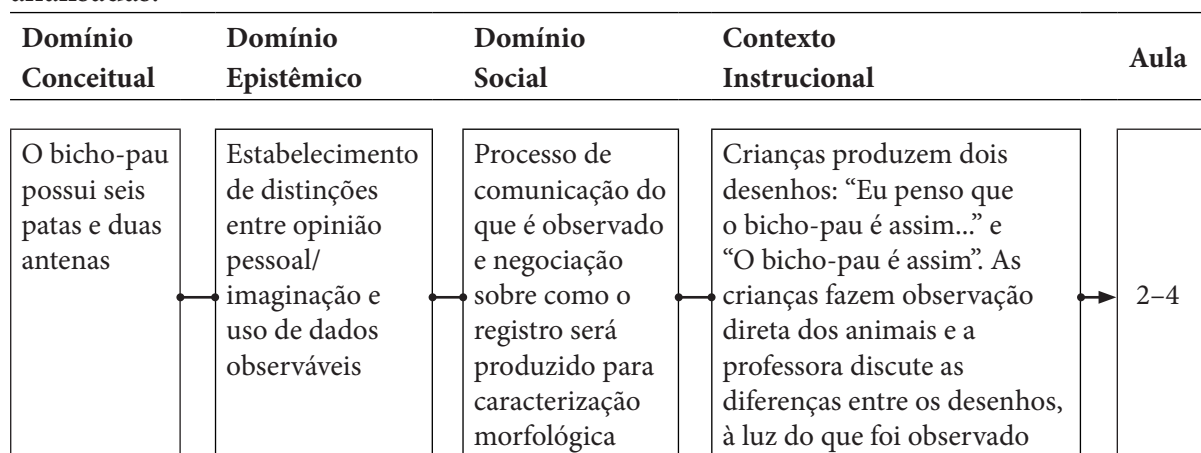 Domínio Conceitual
Domínio Epistêmico
Domínio Social
Contexto Instrucional
Aula
O bicho-pau
possui seis
patas e duas
antenas
Estabelecimento
de distinções
entre opinião
pessoal/
imaginação e
uso de dados
observáveis
Processo de
comunicação do
que é observado
e negociação
sobre como o
registro será
produzido para
caracterização
morfológica
Crianças produzem dois
desenhos: “Eu penso que
o bicho-pau é assim...” e
“O bicho-pau é assim”. As
crianças fazem observação
direta dos animais e a
professora discute as
diferenças entre os desenhos,
à luz do que foi observado
2–4